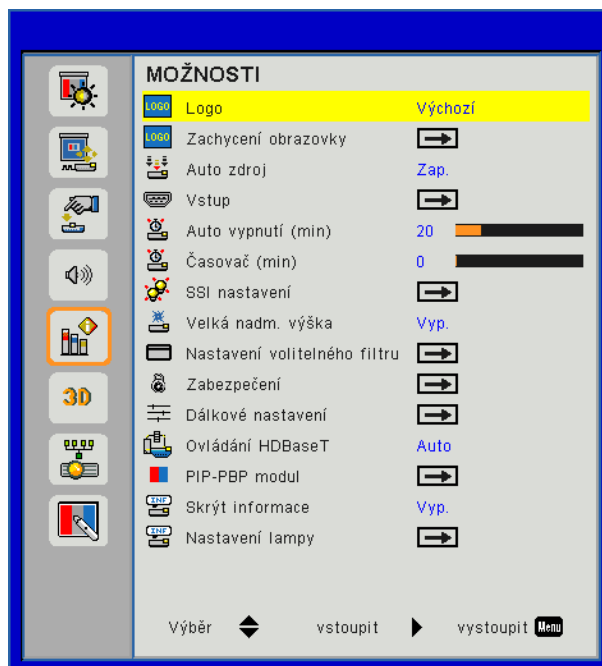 MOŽNOSTI
LOGO Logo Výchozí
LOGO Zachycení obrazovky
Auto zdroj Zap.
Vstup
Auto vypnutí (min) 20
Časovač (min) 0
SSI nastavení
Velká nadm. výška Vyp.
Nastavení volitelného filtru
Zabezpečení
3D
Dálkové nastavení
Ovládání HDBaseT Auto
PIP-PBP modul
INF Skrýt informace Vyp.
INF Nastavení lampy
Výběr vstoupit vystoupit Menu